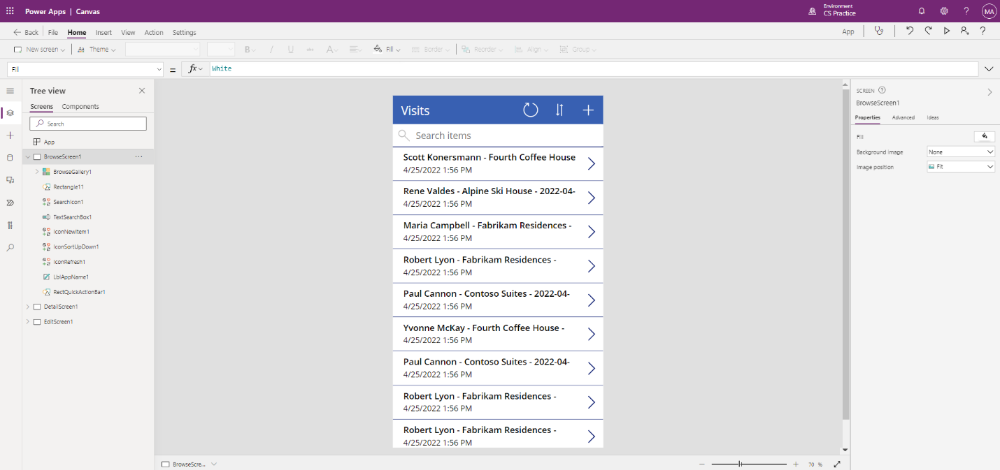 Power Apps | Canvas
Environment
CS Practice
MA
Back File Home Insert View Action Settings
App
New screen Theme
B I U abc A Fill Border Reorder Align Group
Fill = fx White
Tree view
Screens Components
Search
App
BrowseScreen1
BrowseGallery1
Rectangle11
SearchIcon1
TextSearchBox1
IconNewItem1
IconSortUpDown1
IconRefresh1
LblAppName1
RectQuickActionBar1
DetailScreen1
EditScreen1
Visits
Search items
Scott Konersmann - Fourth Coffee House
4/25/2022 1:56 PM
Rene Valdes - Alpine Ski House - 2022-04-
4/25/2022 1:56 PM
Maria Campbell - Fabrikam Residences -
4/25/2022 1:56 PM
Robert Lyon - Fabrikam Residences -
4/25/2022 1:56 PM
Paul Cannon - Contoso Suites - 2022-04-
4/25/2022 1:56 PM
Yvonne McKay - Fourth Coffee House -
4/25/2022 1:56 PM
Paul Cannon - Contoso Suites - 2022-04-
4/25/2022 1:56 PM
Robert Lyon - Fabrikam Residences -
4/25/2022 1:56 PM
Robert Lyon - Fabrikam Residences -
4/25/2022 1:56 PM
SCREEN
BrowseScreen1
Properties Advanced Ideas
Fill
Background image None
Image position Fit
BrowseScre...
70 %